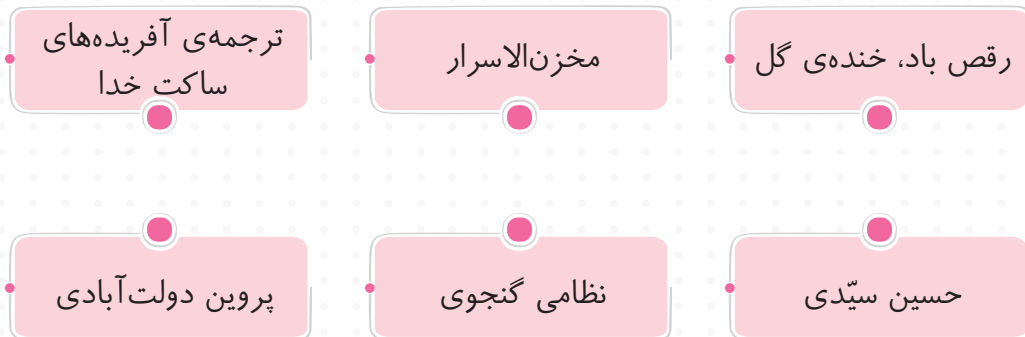 رقص باد، خنده‌ی گل
مخزن‌الاسرار
ترجمه‌ی آفریده‌های
ساکت خدا
حسین سیّدی
نظامی گنجوی
پروین دولت‌آبادی